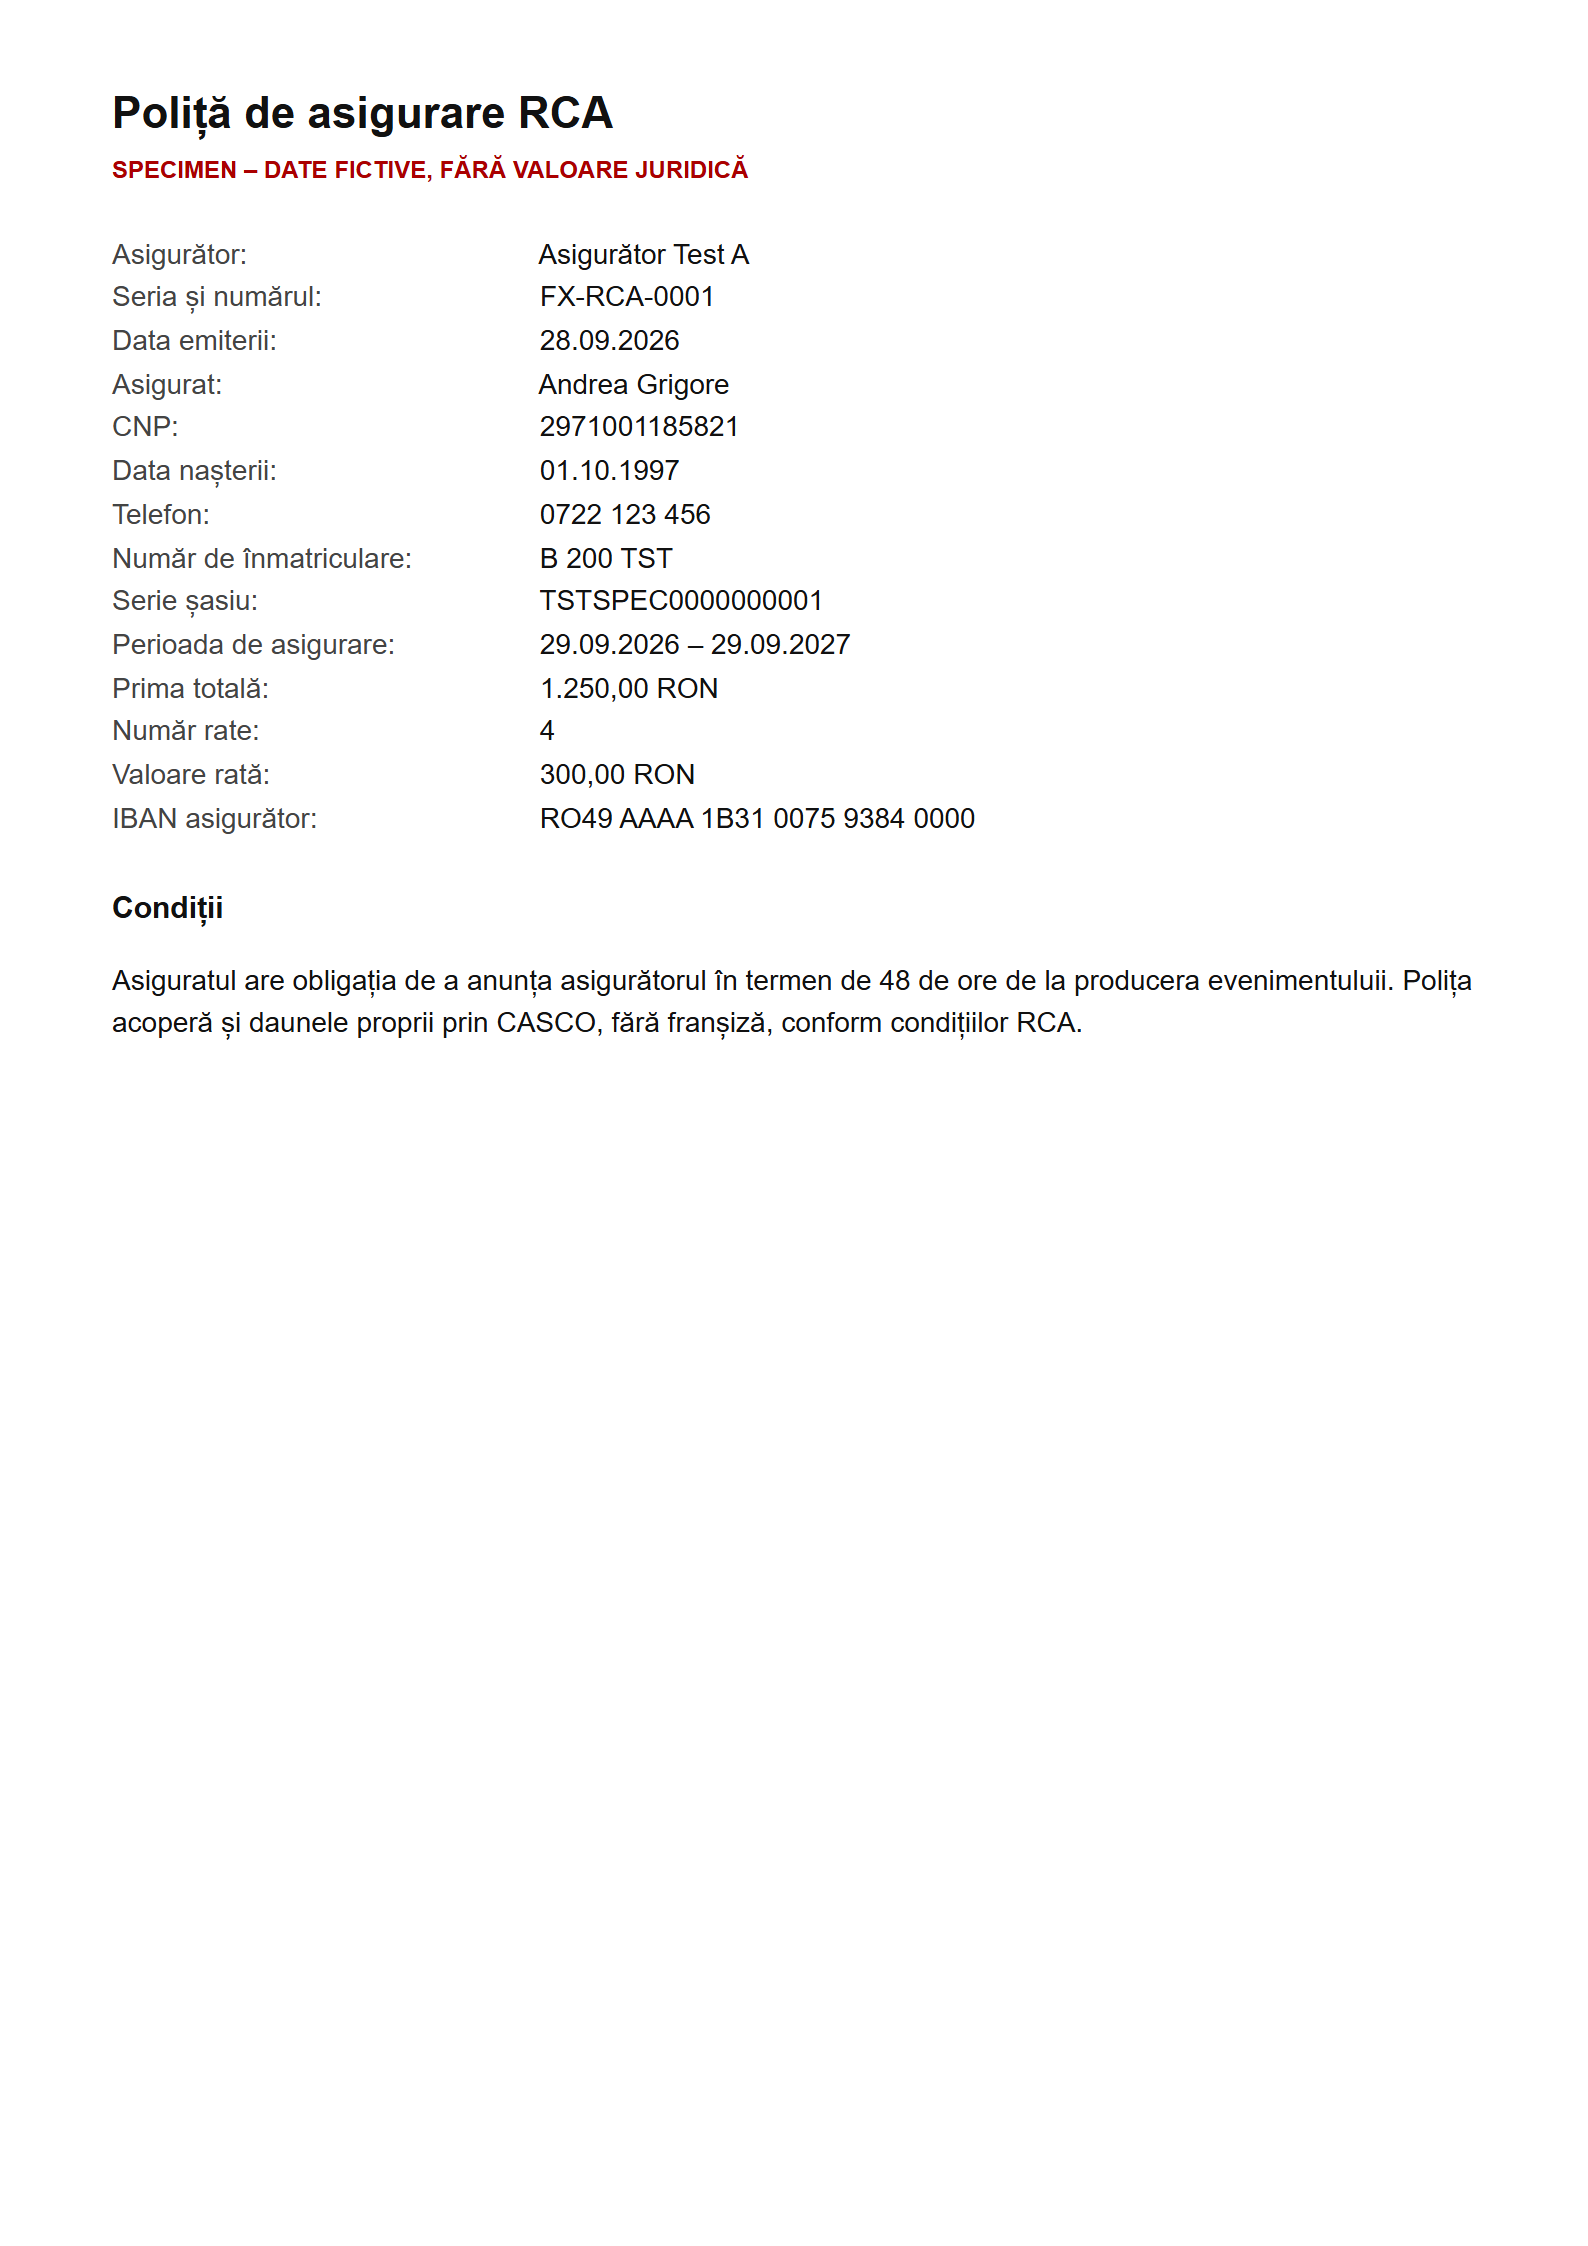 Poliță de asigurare RCA
SPECIMEN – DATE FICTIVE, FĂRĂ VALOARE JURIDICĂ
Asigurător: Asigurător Test A
Seria și numărul: FX-RCA-0001
Data emiterii: 28.09.2026
Asigurat: Andrea Grigore
CNP: 2971001185821
Data nașterii: 01.10.1997
Telefon: 0722 123 456
Număr de înmatriculare: B 200 TST
Serie șasiu: TSTSPEC0000000001
Perioada de asigurare: 29.09.2026 – 29.09.2027
Prima totală: 1.250,00 RON
Număr rate: 4
Valoare rată: 300,00 RON
IBAN asigurător: RO49 AAAA 1B31 0075 9384 0000
Condiții
Asiguratul are obligația de a anunța asigurătorul în termen de 48 de ore de la producera evenimentuluii. Polița
acoperă și daunele proprii prin CASCO, fără franșiză, conform condițiilor RCA.